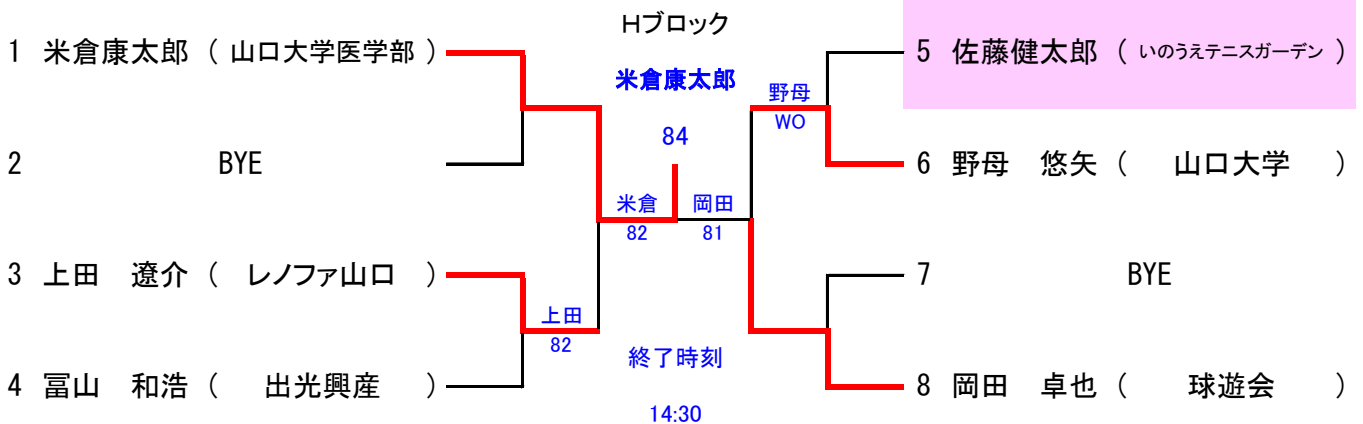 Hブロック
1 米倉康太郎 ( 山口大学医学部 )
5 佐藤健太郎 ( いのうえテニスガーデン )
米倉康太郎
野母
WO
84
2 BYE
6 野母 悠矢 ( 山口大学 )
米倉
82
岡田
81
3 上田 遼介 ( レノファ山口 )
7 BYE
上田
82
終了時刻
4 冨山 和浩 ( 出光興産 )
8 岡田 卓也 ( 球遊会 )
14:30